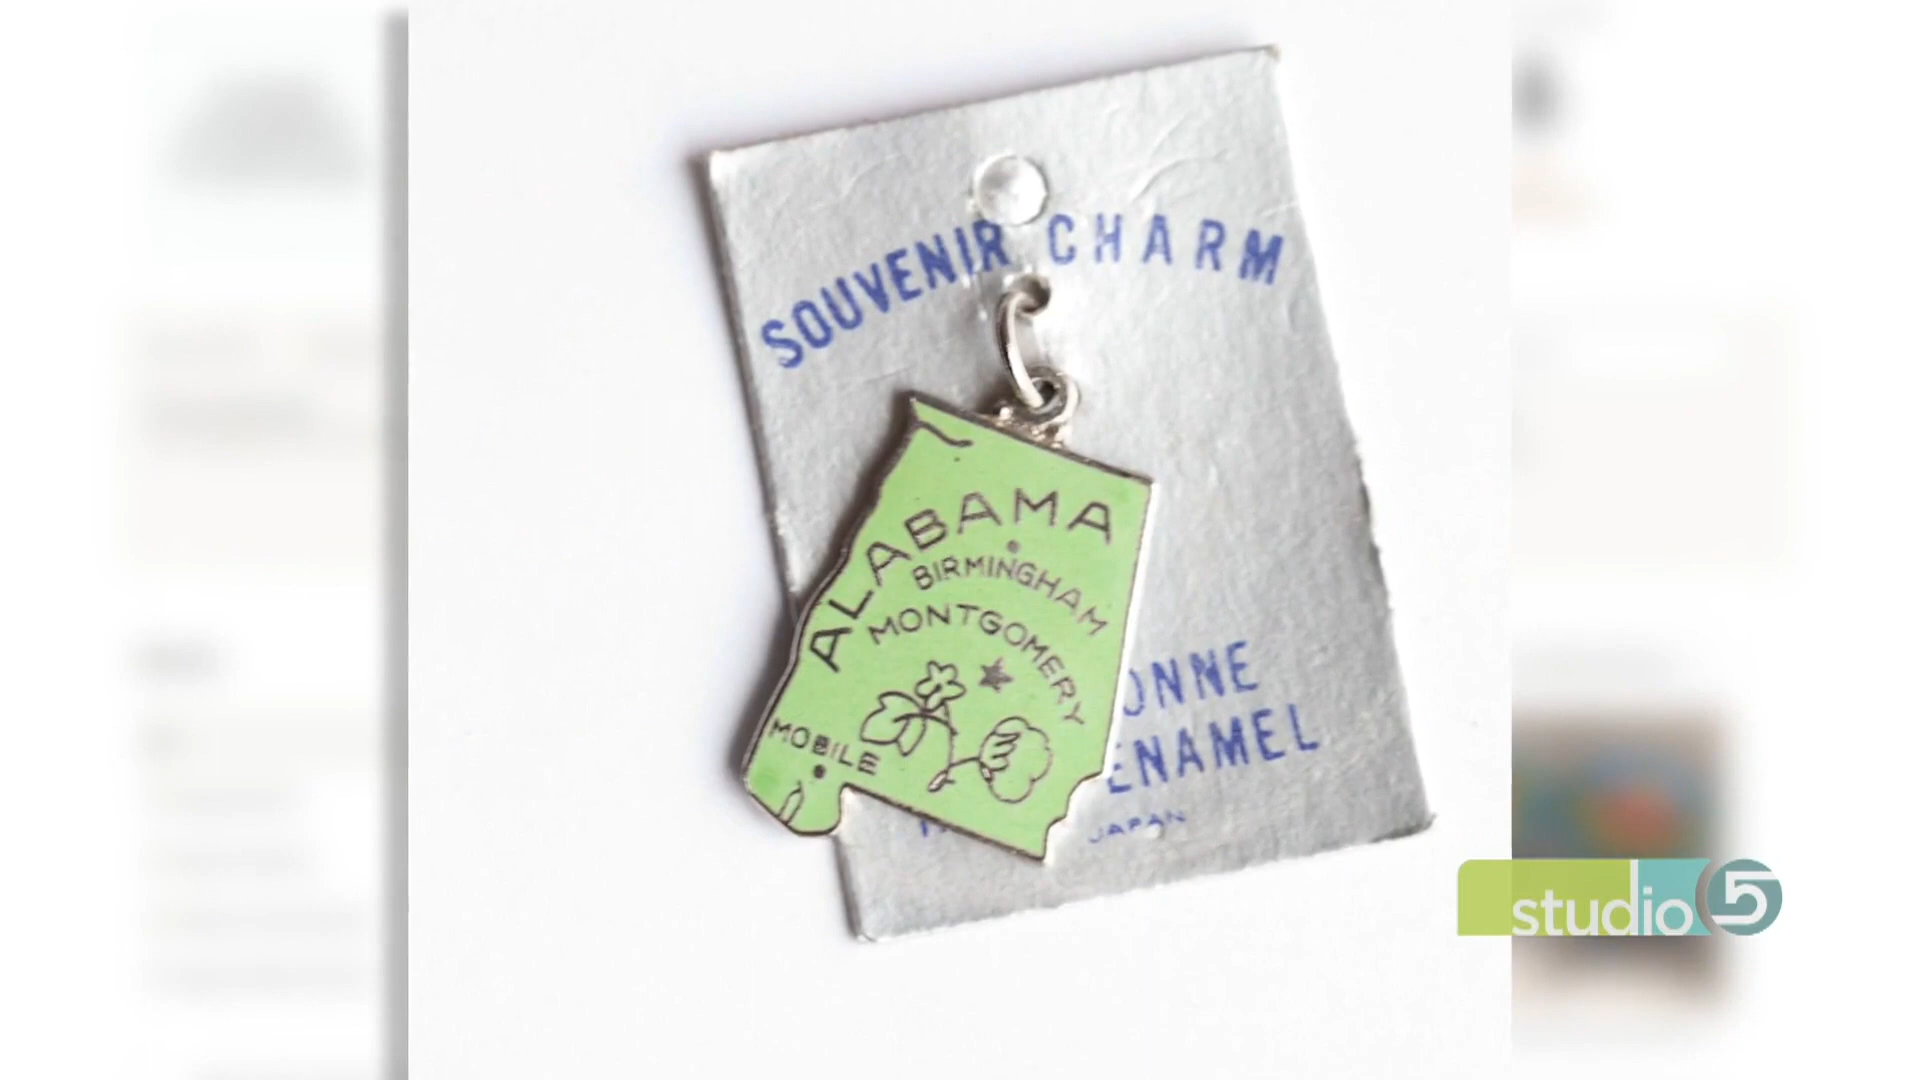 SOUVENIR CHARM
ALABAMA
BIRMINGHAM
MONTGOMERY
MOBILE
ONNE
ENAMEL
JAPAN
studio 5